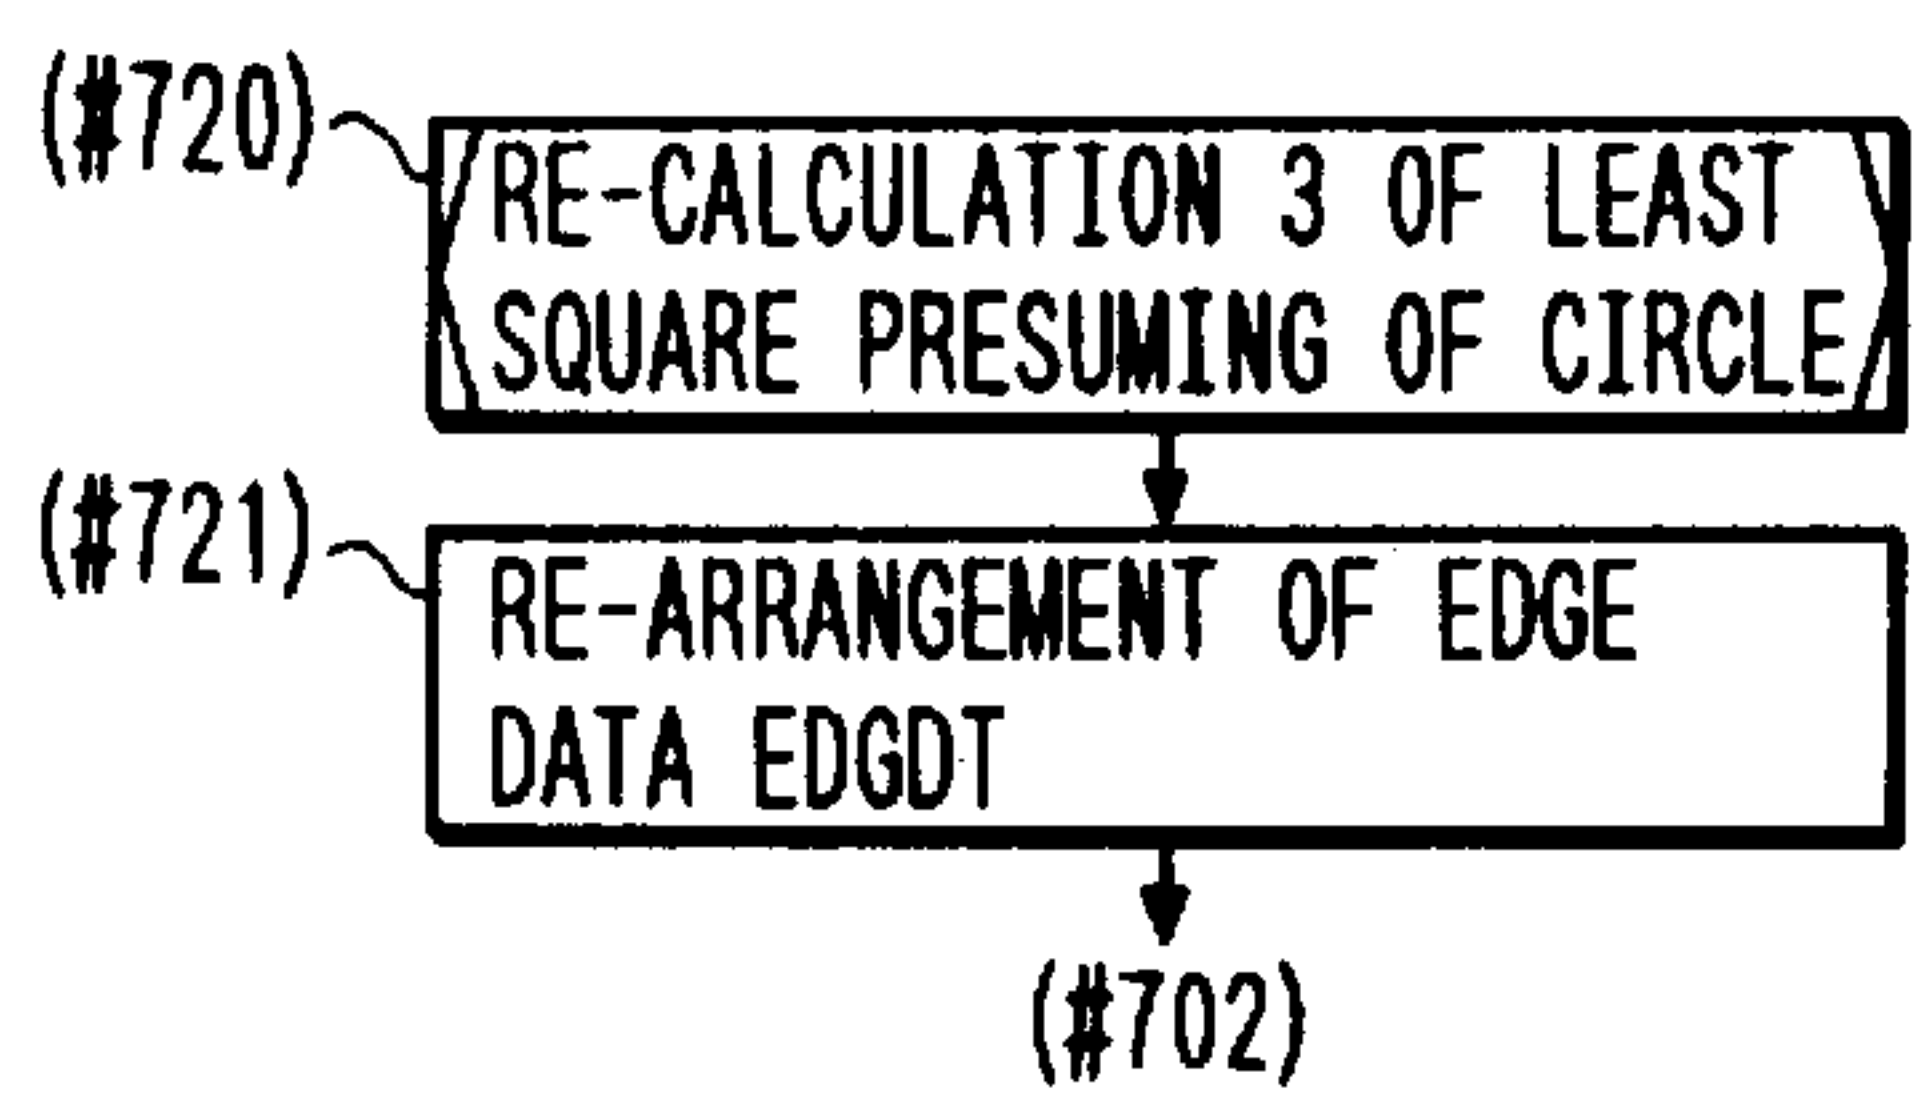 (#720)
RE-CALCULATION 3 OF LEAST
SQUARE PRESUMING OF CIRCLE
(#721)
RE-ARRANGEMENT OF EDGE
DATA EDGDT
(#702)